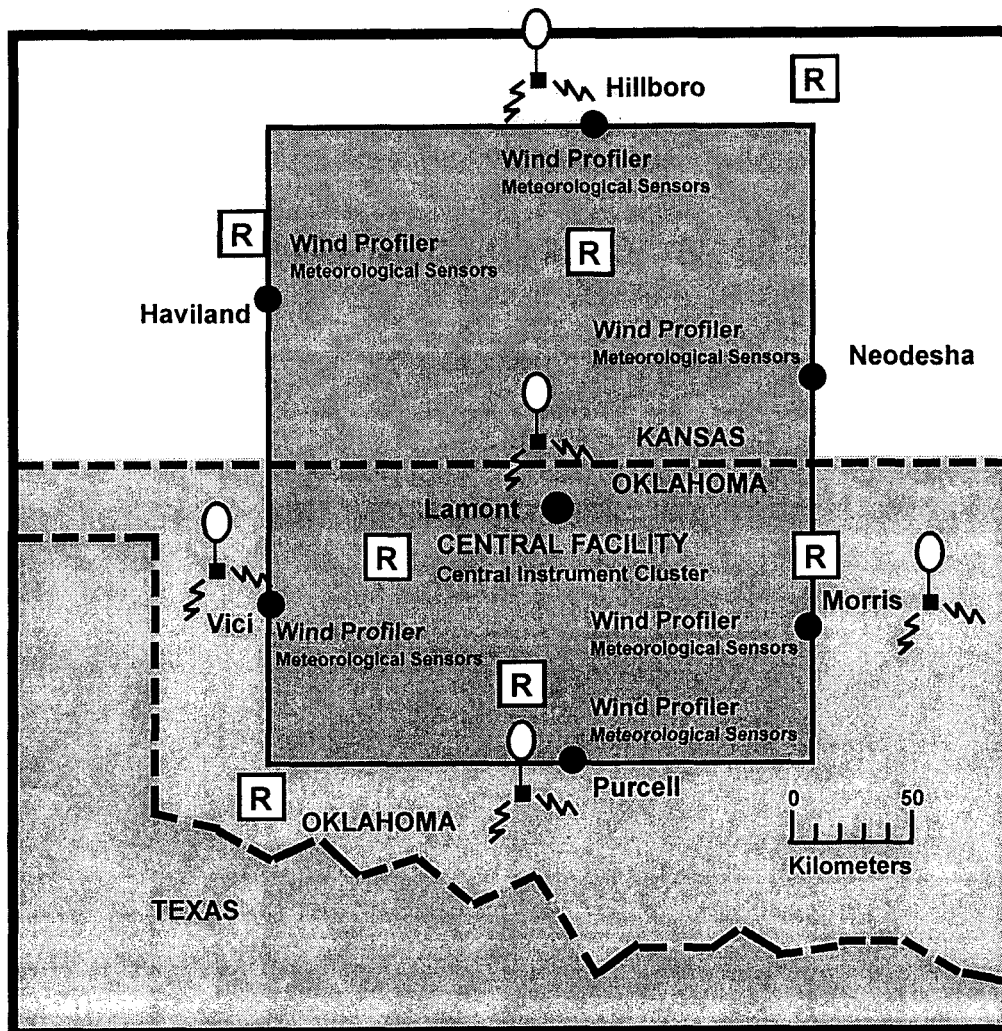 R
Hillboro
Wind Profiler
Meteorological Sensors
R
Wind Profiler
Meteorological Sensors
R
Haviland
Wind Profiler
Meteorological Sensors
Neodesha
KANSAS
OKLAHOMA
Lamont
R
CENTRAL FACILITY
Central Instrument Cluster
R
Morris
Vici
Wind Profiler
Meteorological Sensors
Wind Profiler
Meteorological Sensors
R
Wind Profiler
Meteorological Sensors
Purcell
R
OKLAHOMA
0 50
Kilometers
TEXAS